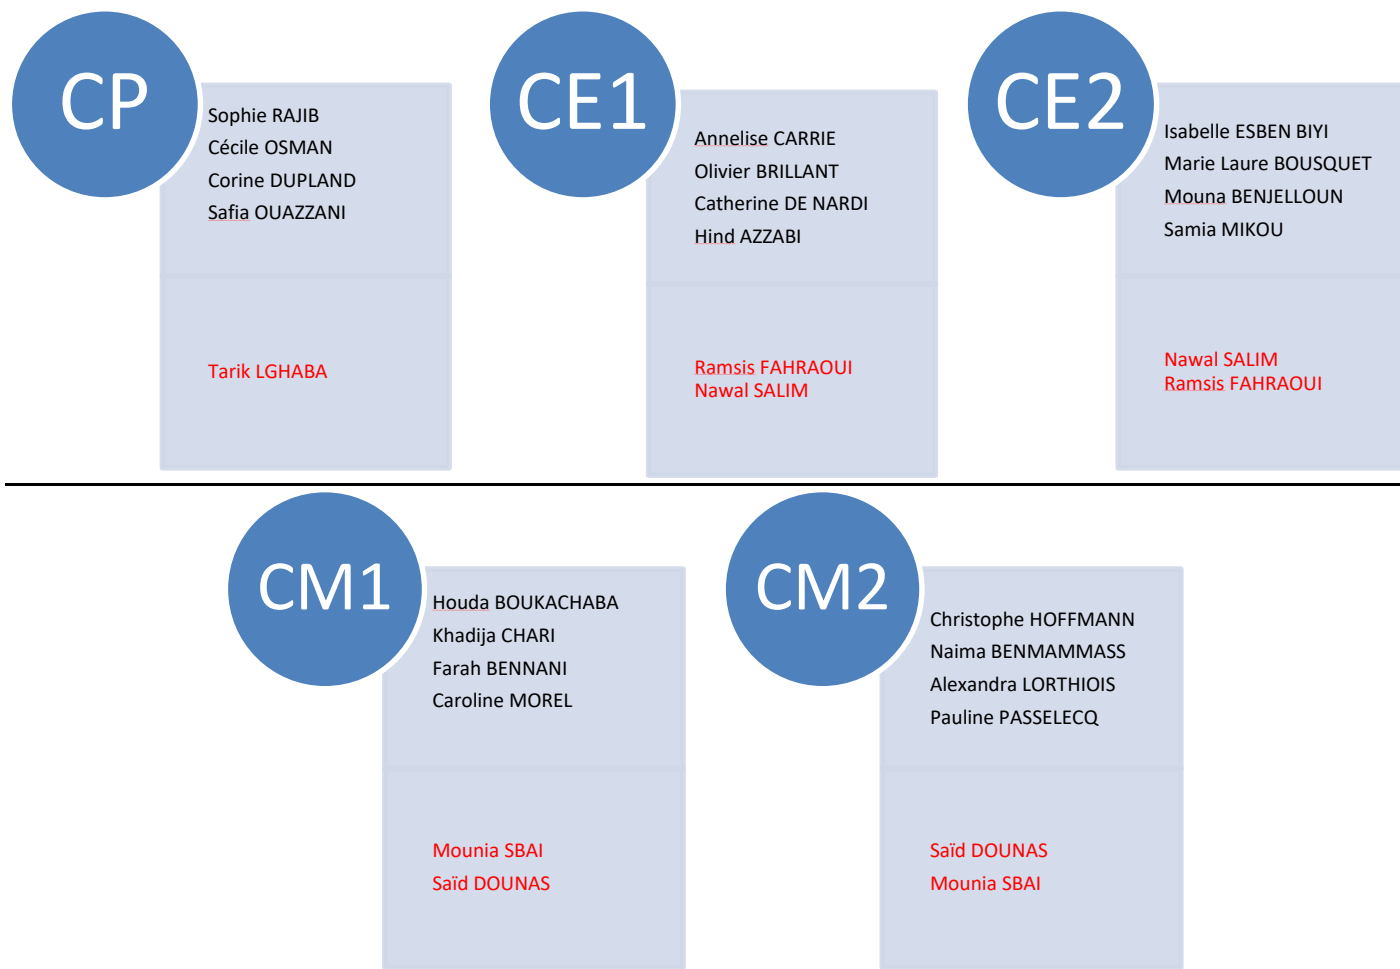 CP
Sophie RAJIB
Cécile OSMAN
Corine DUPLAND
Safia OUAZZANI
Tarik LGHABA
CE1
Annelise CARRIE
Olivier BRILLANT
Catherine DE NARDI
Hind AZZABI
Ramsis FAHRAOUI
Nawal SALIM
CE2
Isabelle ESBEN BIYI
Marie Laure BOUSQUET
Mouna BENJELLOUN
Samia MIKOU
Nawal SALIM
Ramsis FAHRAOUI
CM1
Houda BOUKACHABA
Khadija CHARI
Farah BENNANI
Caroline MOREL
Mounia SBAI
Saïd DOUNAS
CM2
Christophe HOFFMANN
Naima BENMAMMASS
Alexandra LORTHIOIS
Pauline PASSELECQ
Saïd DOUNAS
Mounia SBAI